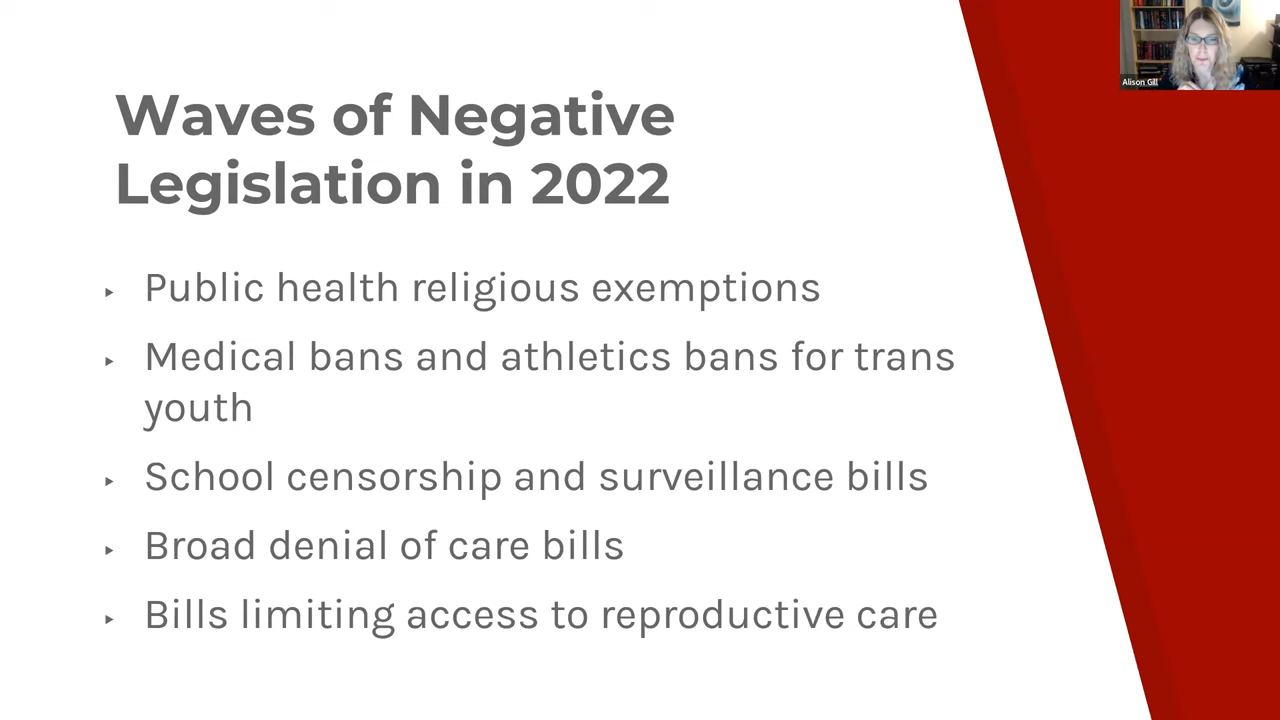 Waves of Negative
Legislation in 2022
Public health religious exemptions
Medical bans and athletics bans for trans
youth
School censorship and surveillance bills
Broad denial of care bills
Bills limiting access to reproductive care
Alison Gill